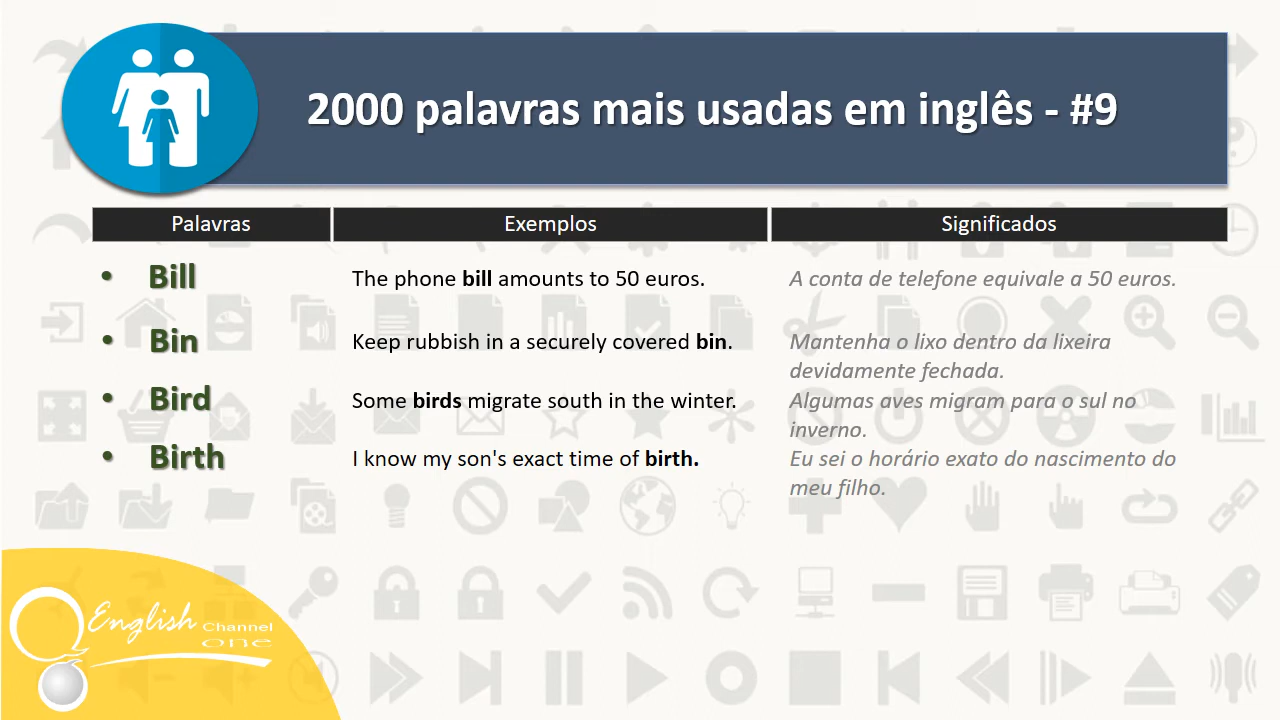 2000 palavras mais usadas em inglês - #9
Palavras Exemplos Significados
• Bill The phone bill amounts to 50 euros. A conta de telefone equivale a 50 euros.
• Bin Keep rubbish in a securely covered bin. Mantenha o lixo dentro da lixeira
devidamente fechada.
• Bird Some birds migrate south in the winter. Algumas aves migram para o sul no
inverno.
• Birth I know my son's exact time of birth. Eu sei o horário exato do nascimento do
meu filho.
English Channel
one